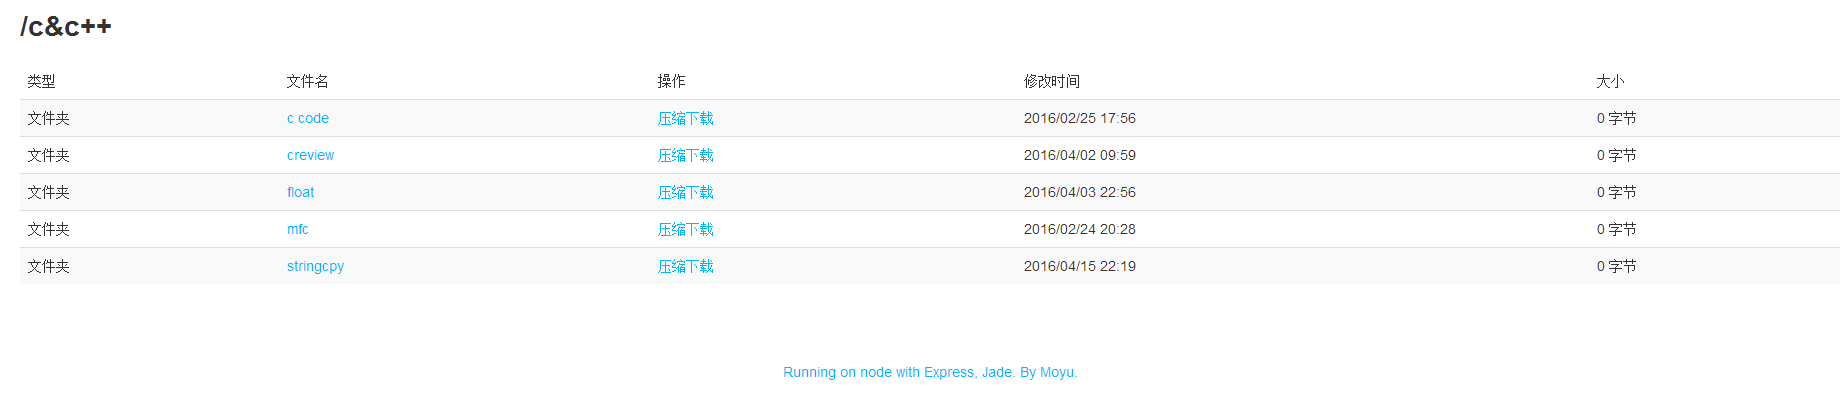 /c&c++
类型 文件名 操作 修改时间 大小
文件夹 c code 压缩下载 2016/02/25 17:56 0 字节
文件夹 creview 压缩下载 2016/04/02 09:59 0 字节
文件夹 float 压缩下载 2016/04/03 22:56 0 字节
文件夹 mfc 压缩下载 2016/02/24 20:28 0 字节
文件夹 stringcpy 压缩下载 2016/04/15 22:19 0 字节
Running on node with Express, Jade. By Moyu.